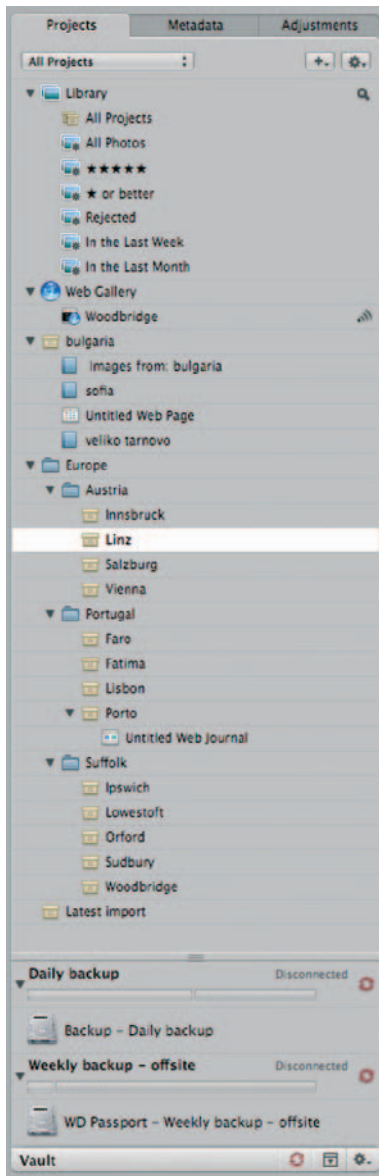 Projects Metadata Adjustments
All Projects
Library
All Projects
All Photos
★★★★★
★ or better
Rejected
In the Last Week
In the Last Month
Web Gallery
Woodbridge
bulgaria
Images from: bulgaria
sofia
Untitled Web Page
veliko tarnovo
Europe
Austria
Innsbruck
Linz
Salzburg
Vienna
Portugal
Faro
Fatima
Lisbon
Porto
Untitled Web Journal
Suffolk
Ipswich
Lowestoft
Orford
Sudbury
Woodbridge
Latest import
Daily backup Disconnected
Backup – Daily backup
Weekly backup – offsite Disconnected
WD Passport – Weekly backup – offsite
Vault